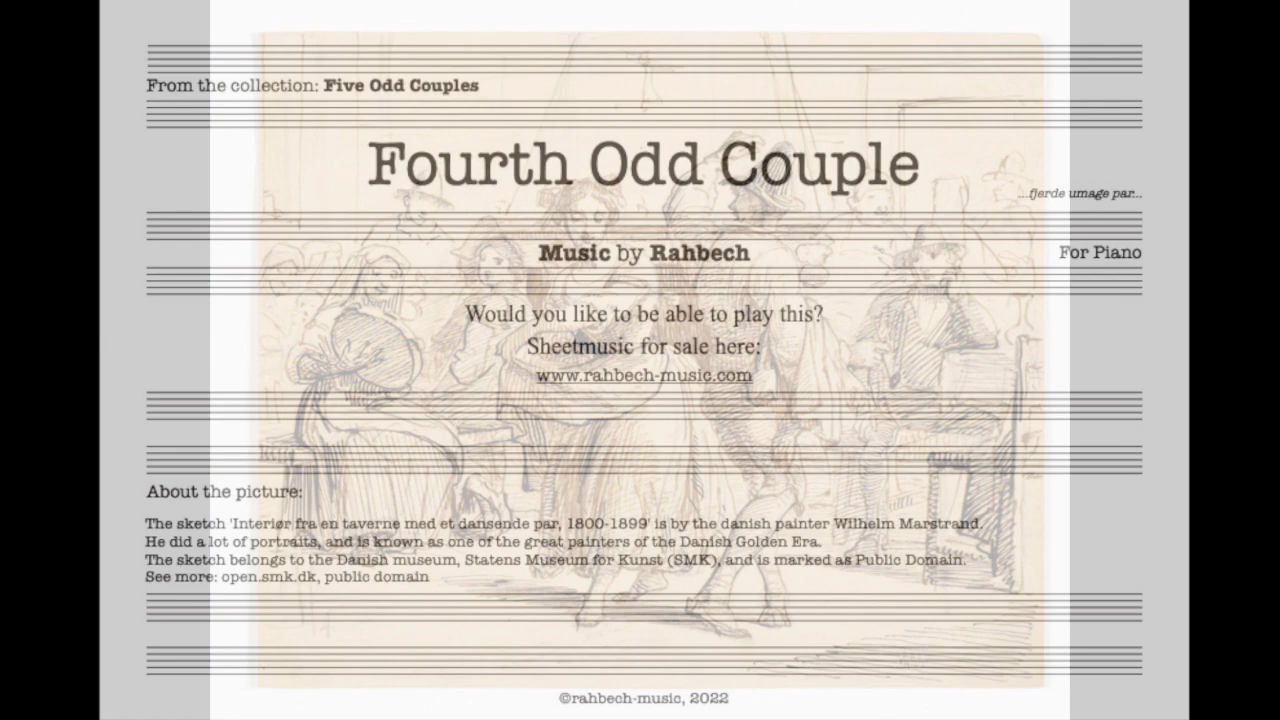 From the collection: Five Odd Couples
Fourth Odd Couple
...fjerde umage par...
Music by Rahbech
For Piano
Would you like to be able to play this?
Sheetmusic for sale here:
www.rahbech-music.com
About the picture:
The sketch 'Interiør fra en taverne med et dansende par, 1800-1899' is by the danish painter Wilhelm Marstrand.
He did a lot of portraits, and is known as one of the great painters of the Danish Golden Era.
The sketch belongs to the Danish museum, Statens Museum for Kunst (SMK), and is marked as Public Domain.
See more: open.smk.dk, public domain
©rahbech-music, 2022